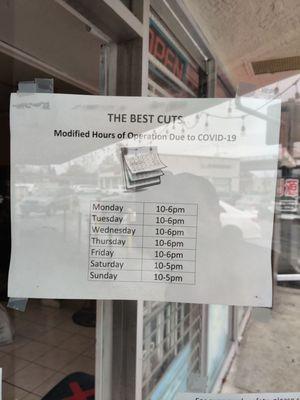 OPEN
THE BEST CUTS
Modified Hours of Operation Due to COVID-19
Monday 10-6pm
Tuesday 10-6pm
Wednesday 10-6pm
Thursday 10-6pm
Friday 10-6pm
Saturday 10-5pm
Sunday 10-5pm